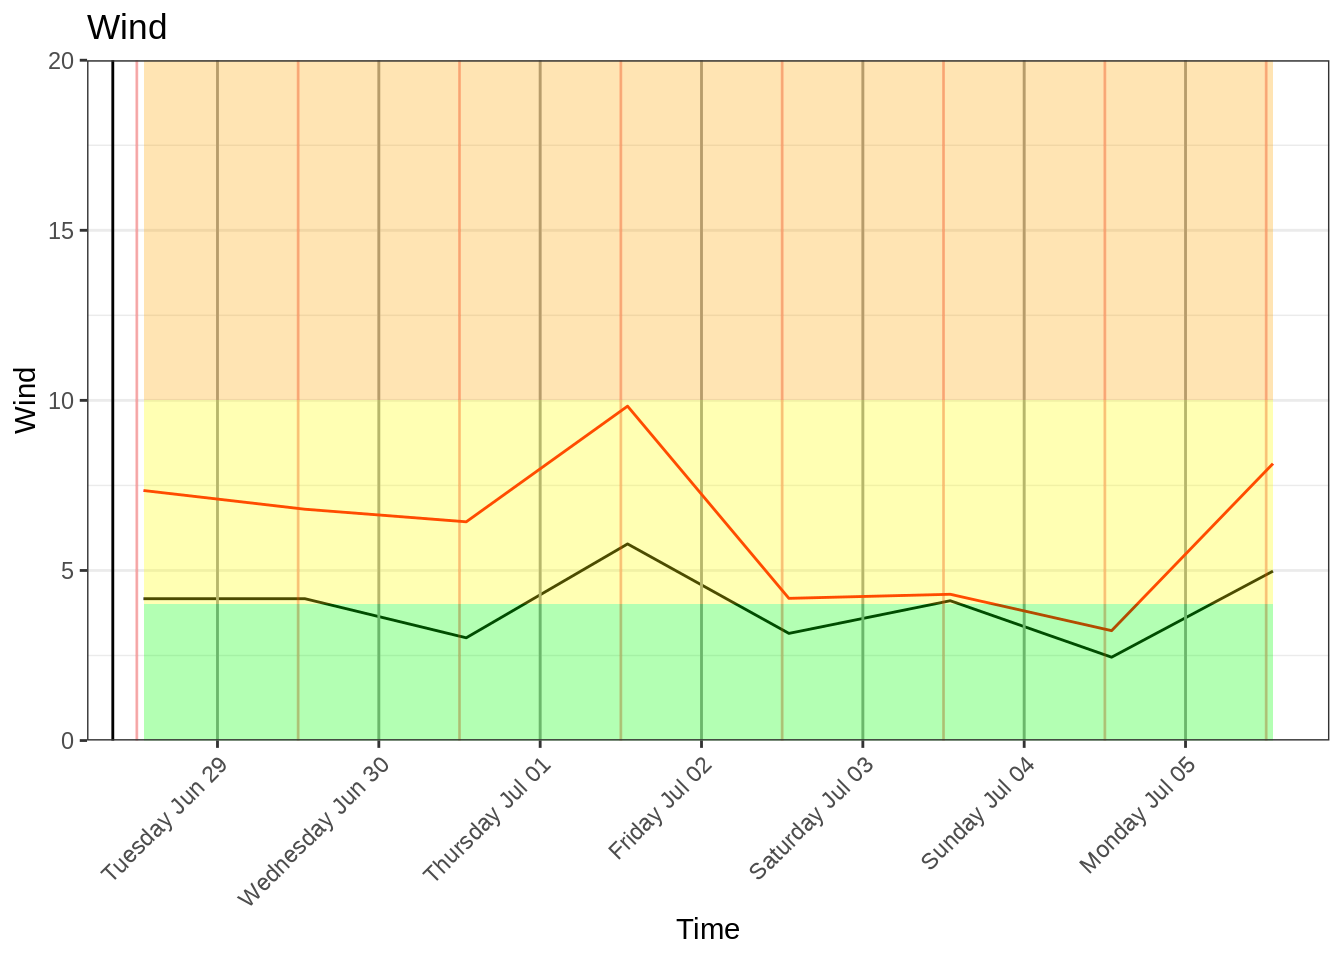 Wind
20
15
10
5
0
Wind
Tuesday Jun 29
Wednesday Jun 30
Thursday Jul 01
Friday Jul 02
Saturday Jul 03
Sunday Jul 04
Monday Jul 05
Time